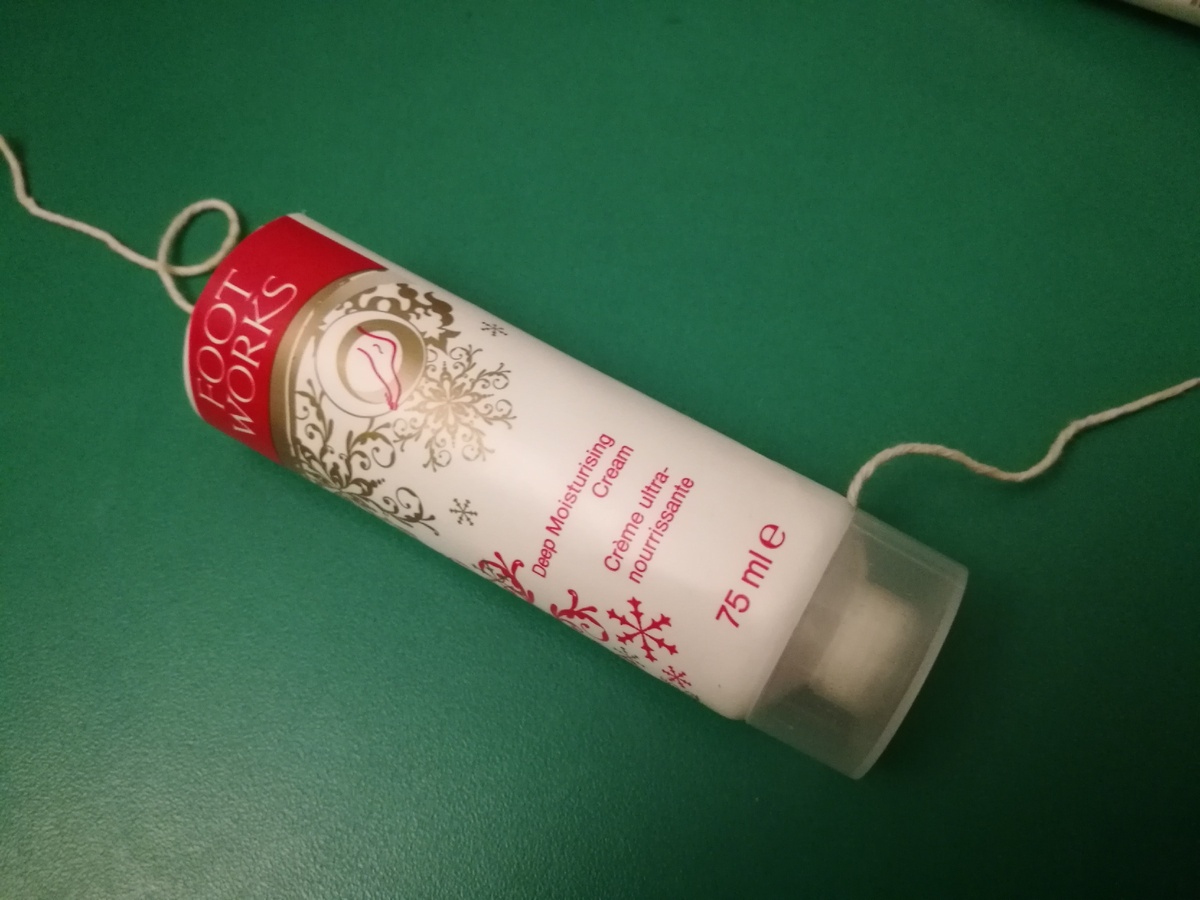 FOOT
WORKS
Deep Moisturising
Cream
Crème ultra-
nourrissante
75 ml e